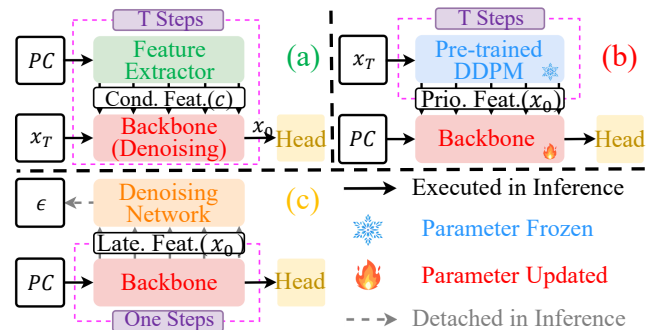 T Steps
PC
Feature
Extractor
(a)
Cond. Feat.(c)
x_T
Backbone
(Denoising)
x_0
Head
T Steps
x_T
Pre-trained
DDPM
(b)
Prio. Feat.(x_0)
PC
Backbone
Head
ϵ
Denoising
Network
(c)
Late. Feat.(x_0)
PC
Backbone
Head
One Steps
Executed in Inference
Parameter Frozen
Parameter Updated
Detached in Inference